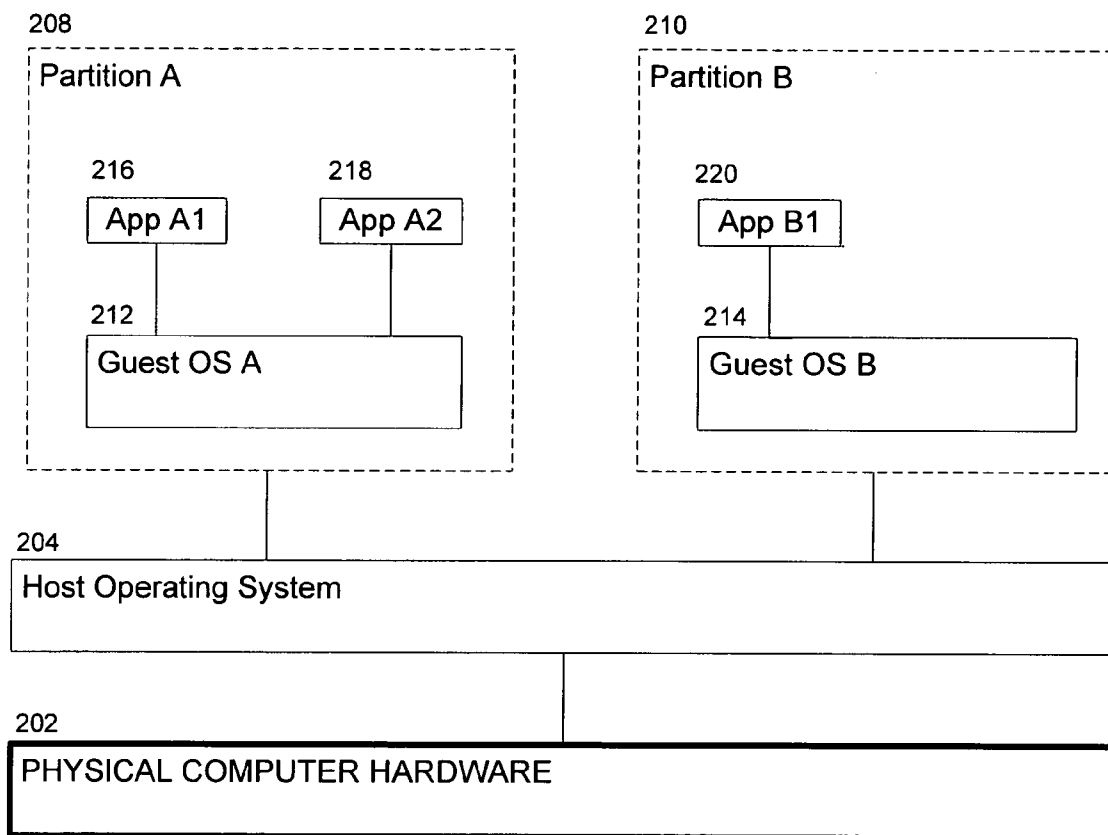 208
210
Partition A
Partition B
216
218
220
App A1
App A2
App B1
212
214
Guest OS A
Guest OS B
204
Host Operating System
202
PHYSICAL COMPUTER HARDWARE